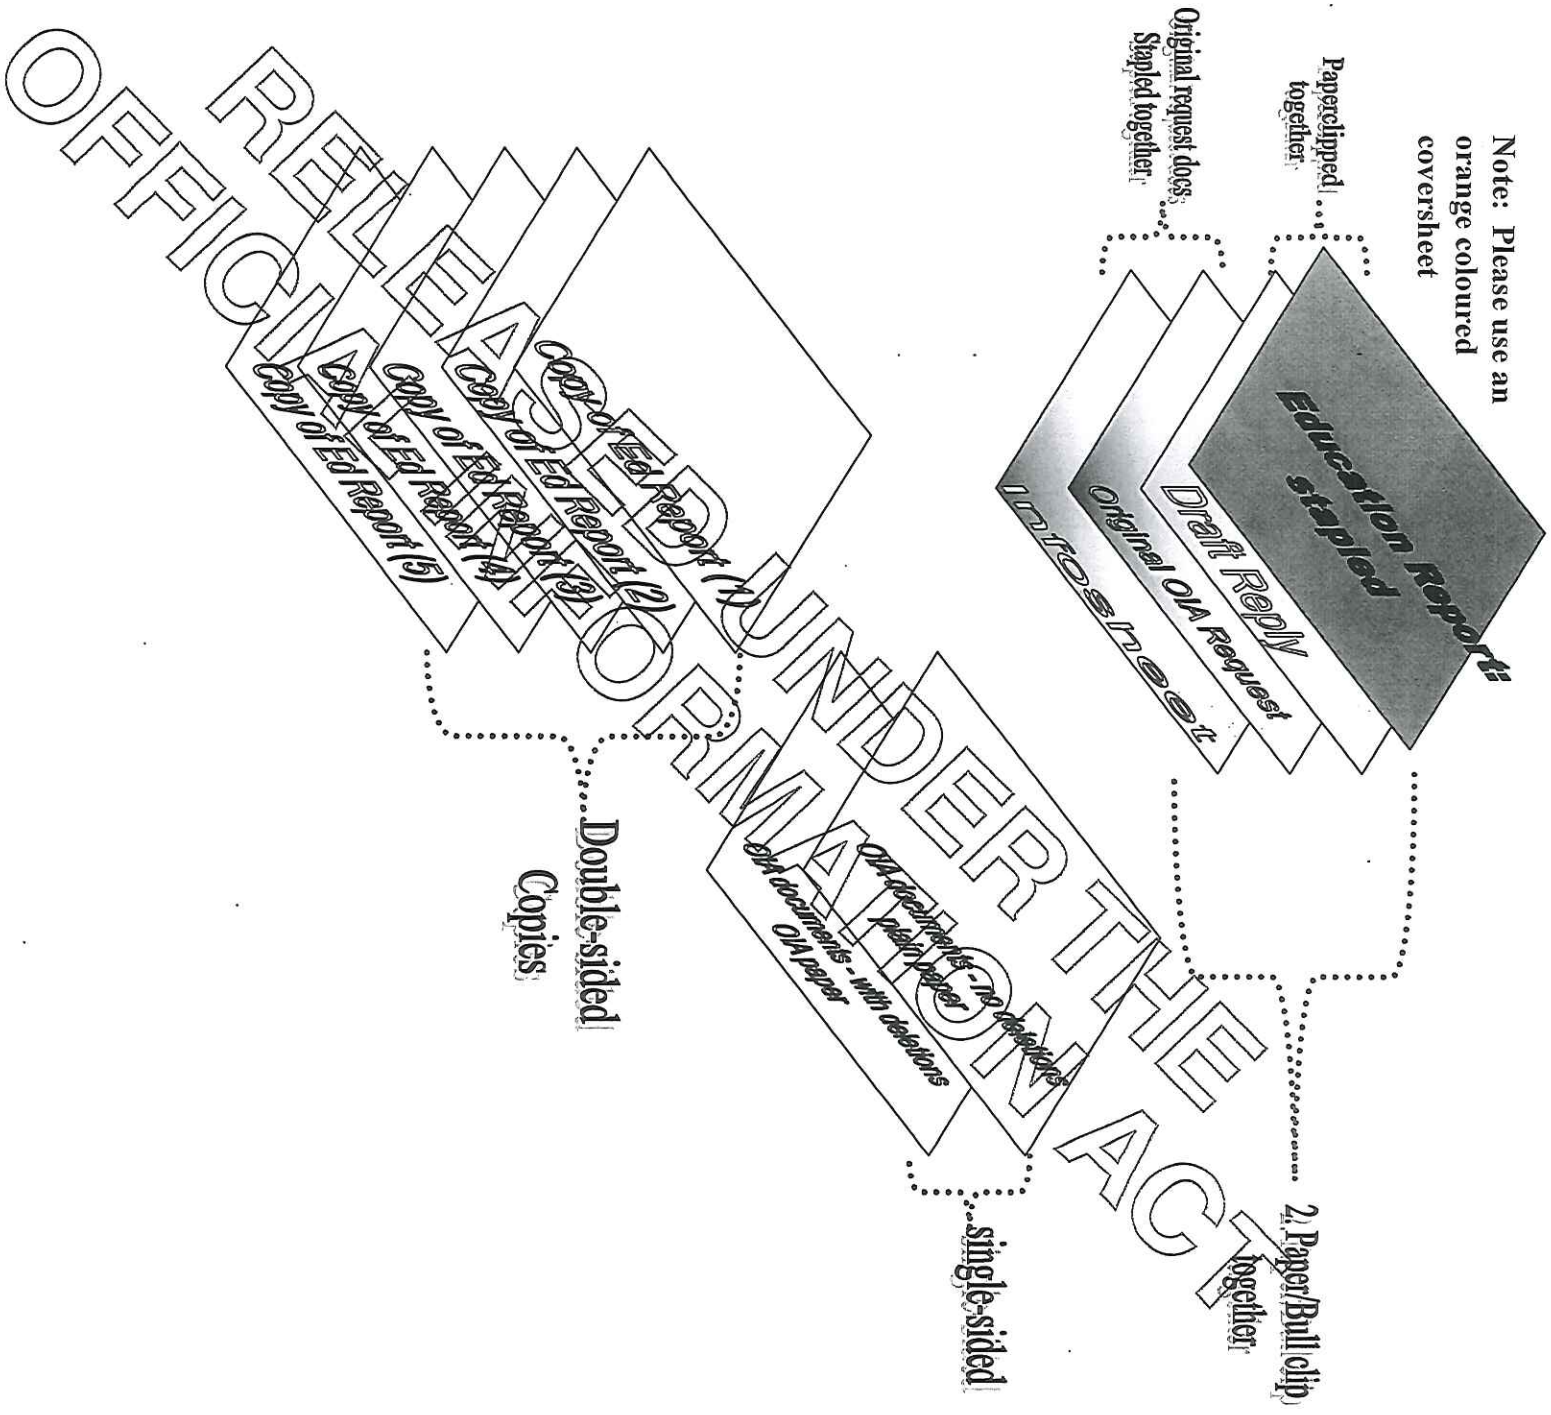 Note: Please use an
orange coloured
coversheet
Paperclipped
together
Original request docs
Stapled together
Education Report:
stapled
Draft Reply
Original OIA Request
Infosheet
2. Paper/Bull clip
together
OIA documents - no deletions
plain paper
OIA documents - with deletions
OIA paper
single-sided
Copy of Ed Report (1)
Copy of Ed Report (2)
Copy of Ed Report (3)
Copy of Ed Report (4)
Copy of Ed Report (5)
Double-sided
Copies
RELEASED UNDER THE
OFFICIAL INFORMATION ACT